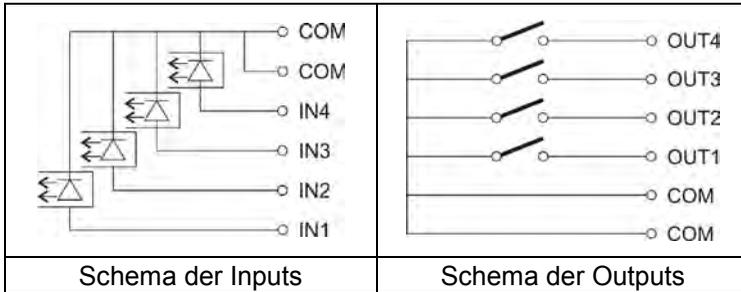 COM
COM
IN4
IN3
IN2
IN1
Schema der Inputs
OUT4
OUT3
OUT2
OUT1
COM
COM
Schema der Outputs